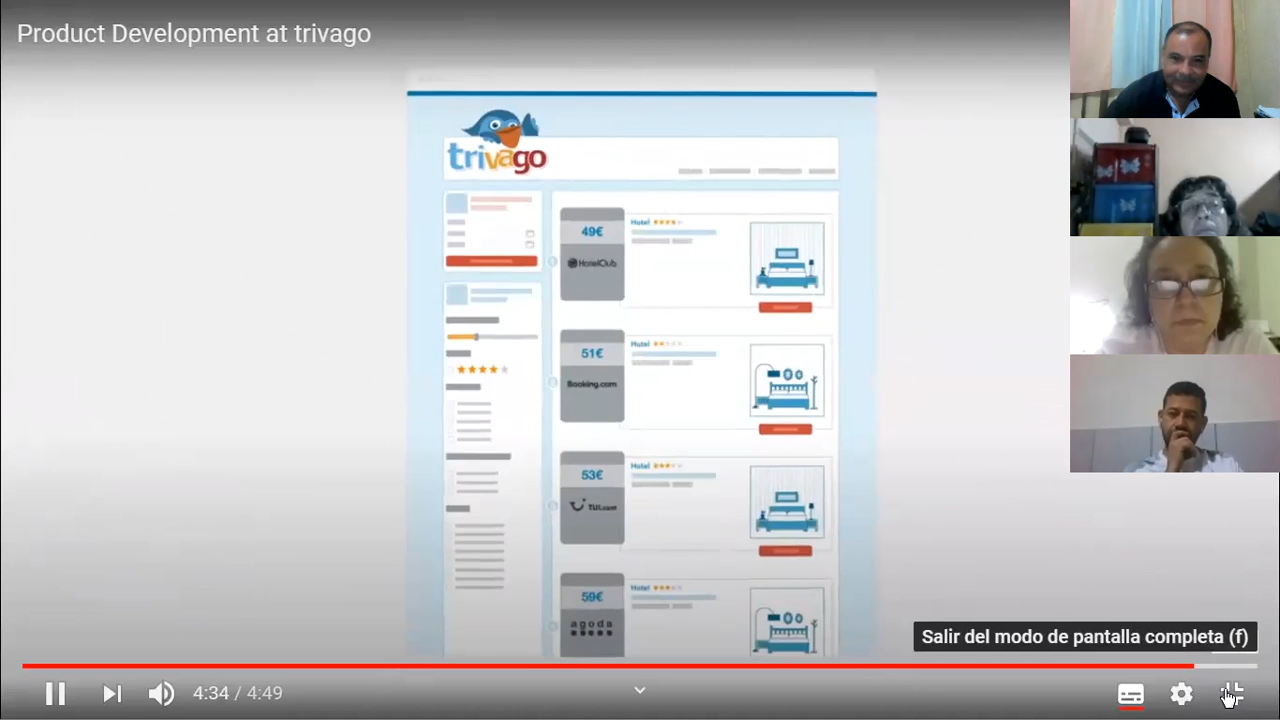 Product Development at trivago
trivago
49€
HotelClub
Hotel
51€
Booking.com
Hotel
53€
TUI.com
Hotel
59€
agoda
Hotel
Salir del modo de pantalla completa (f)
4:34 / 4:49